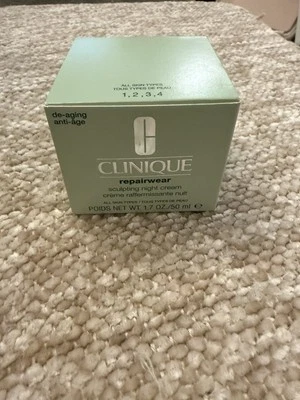 ALL SKIN TYPES
TOUS TYPES DE PEAU
1, 2, 3, 4
de-aging
anti-âge
C
CLINIQUE
repairwear
sculpting night cream
crème raffermissante nuit
ALL SKIN TYPES · TOUS TYPES DE PEAU
POIDS NET WT. 1.7 OZ./50 ml ℮